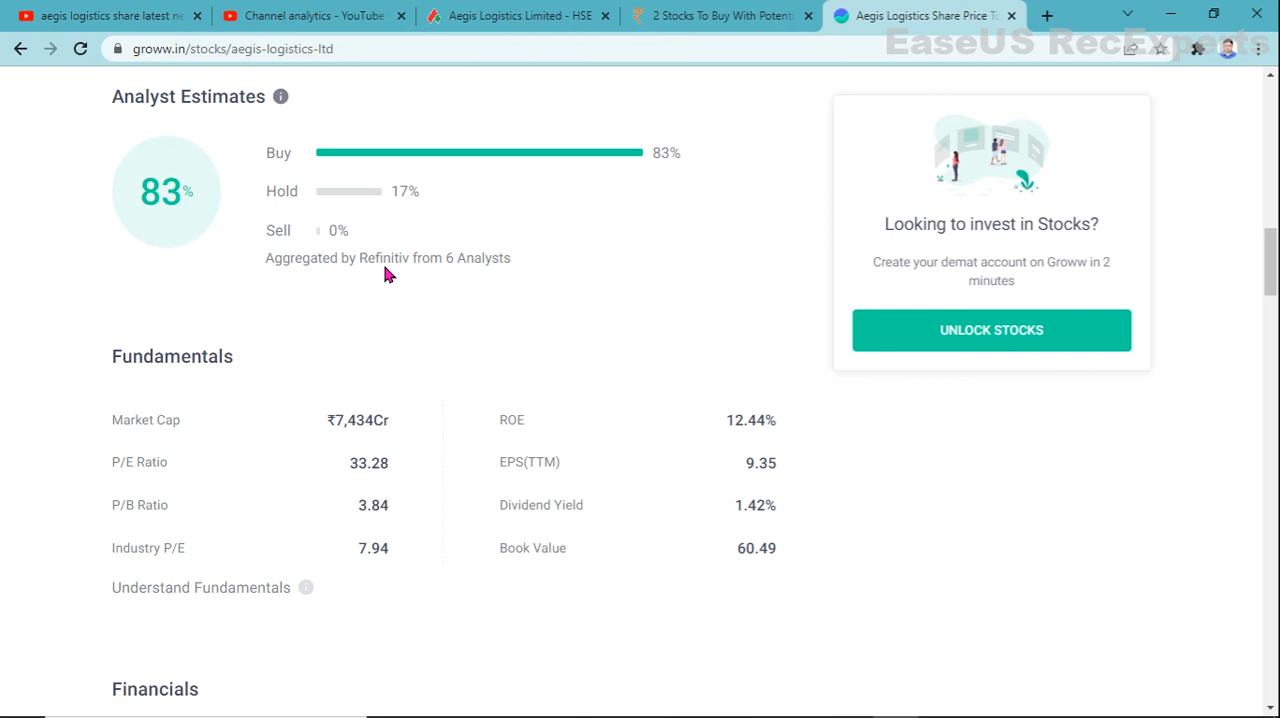 aegis logistics share latest ne
Channel analytics - YouTube
Aegis Logistics Limited - HSE
2 Stocks To Buy With Potenti
Aegis Logistics Share Price To
groww.in/stocks/aegis-logistics-ltd
EaseUS RecExperts
Analyst Estimates
83%
Buy 83%
Hold 17%
Sell 0%
Aggregated by Refinitiv from 6 Analysts
Looking to invest in Stocks?
Create your demat account on Groww in 2
minutes
UNLOCK STOCKS
Fundamentals
Market Cap ₹7,434Cr ROE 12.44%
P/E Ratio 33.28 EPS(TTM) 9.35
P/B Ratio 3.84 Dividend Yield 1.42%
Industry P/E 7.94 Book Value 60.49
Understand Fundamentals
Financials